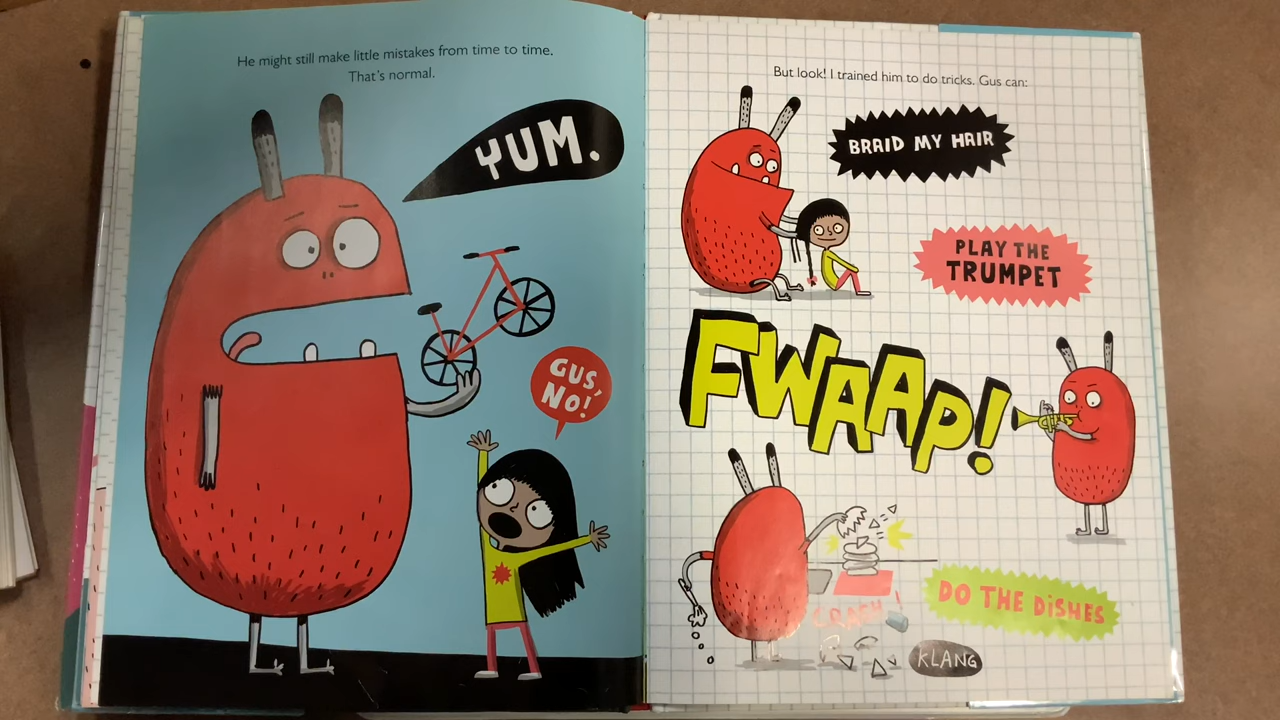 He might still make little mistakes from time to time.
That's normal.
YUM.
GUS,
NO!
But look! I trained him to do tricks. Gus can:
BRAID MY HAIR
PLAY THE
TRUMPET
FWAAP!
DO THE DiSHES
CRASH!
KLANG